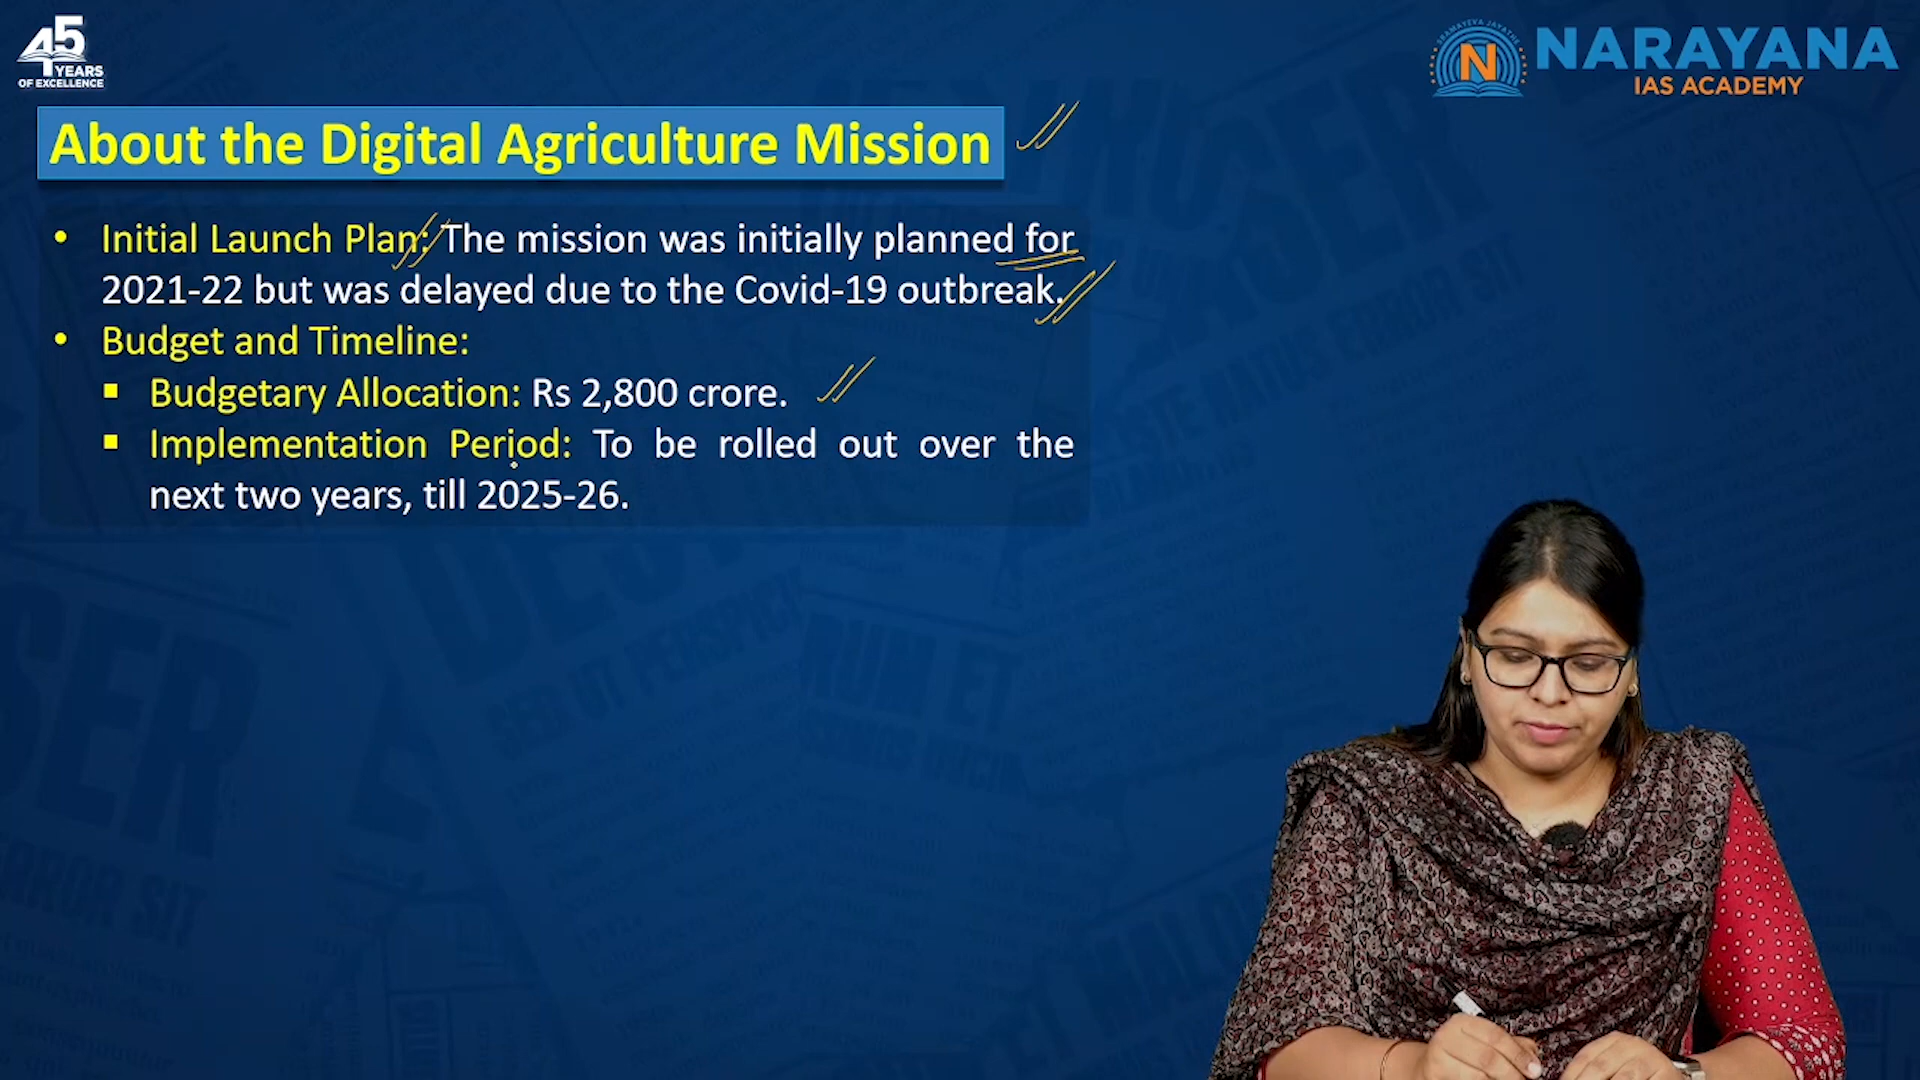 45
YEARS
OF EXCELLENCE
NARAYANA
IAS ACADEMY
N
About the Digital Agriculture Mission
• Initial Launch Plan: The mission was initially planned for
2021-22 but was delayed due to the Covid-19 outbreak.
• Budget and Timeline:
▪ Budgetary Allocation: Rs 2,800 crore.
▪ Implementation Period: To be rolled out over the
next two years, till 2025-26.